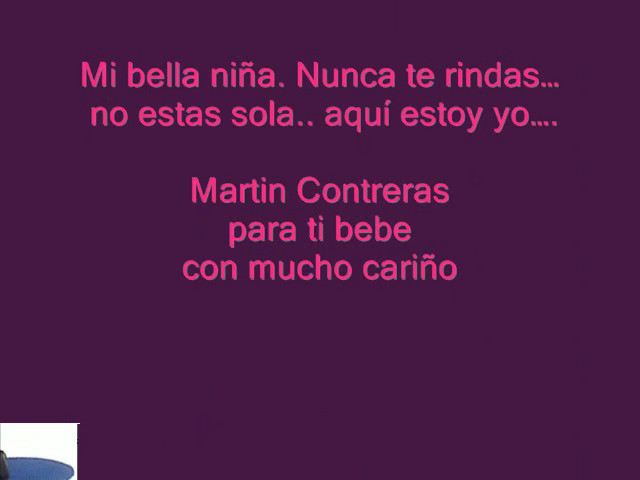 Mi bella niña. Nunca te rindas…
no estas sola.. aquí estoy yo….
Martin Contreras
para ti bebe
con mucho cariño